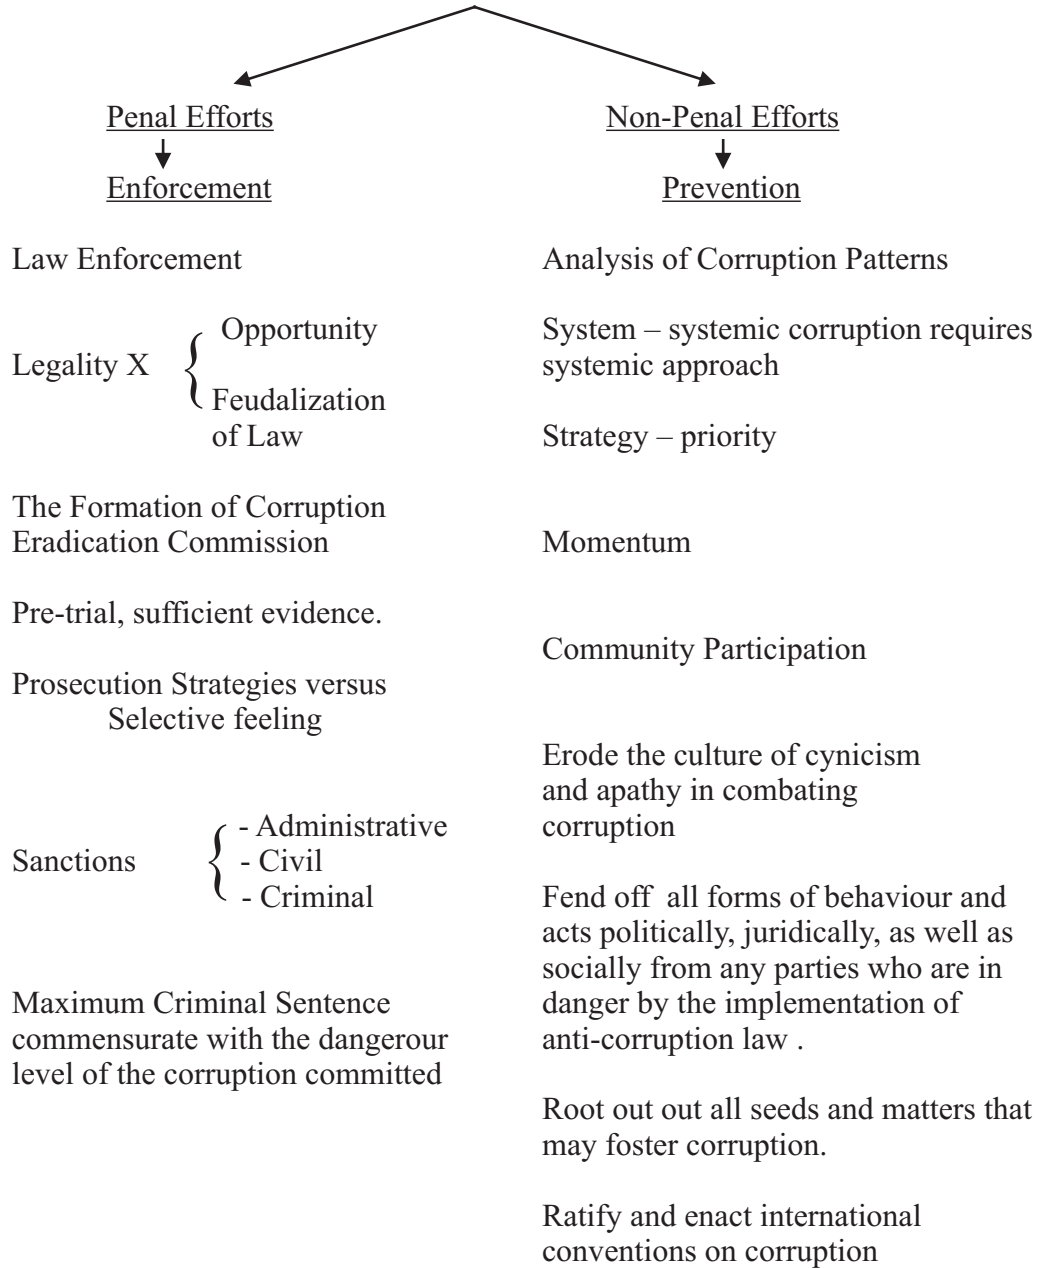 Penal Efforts
Enforcement
Law Enforcement
Legality X
Opportunity
Feudalization
of Law
The Formation of Corruption
Eradication Commission
Pre-trial, sufficient evidence.
Prosecution Strategies versus
Selective feeling
Sanctions
- Administrative
- Civil
- Criminal
Maximum Criminal Sentence
commensurate with the dangerour
level of the corruption committed
Non-Penal Efforts
Prevention
Analysis of Corruption Patterns
System – systemic corruption requires
systemic approach
Strategy – priority
Momentum
Community Participation
Erode the culture of cynicism
and apathy in combating
corruption
Fend off all forms of behaviour and
acts politically, juridically, as well as
socially from any parties who are in
danger by the implementation of
anti-corruption law .
Root out out all seeds and matters that
may foster corruption.
Ratify and enact international
conventions on corruption